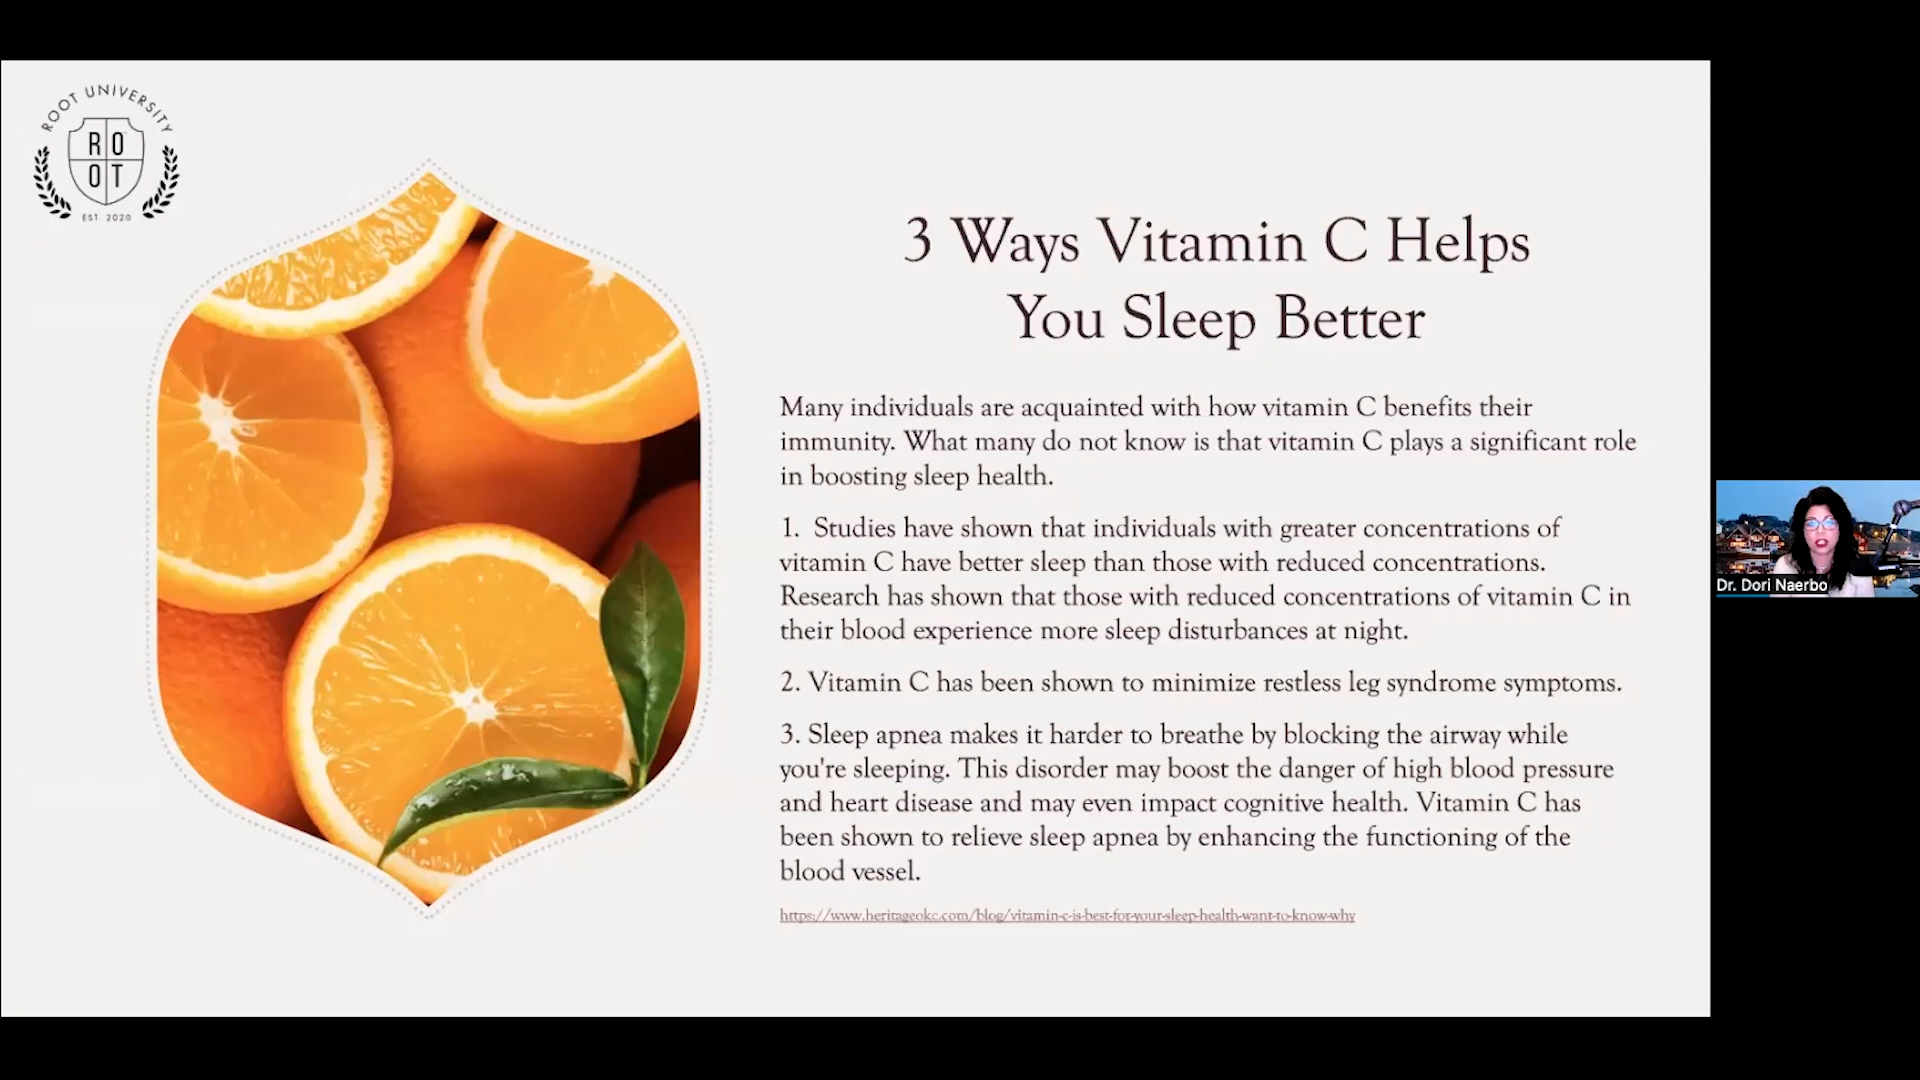 ROOT UNIVERSITY
RO
OT
EST. 2020
3 Ways Vitamin C Helps
You Sleep Better
Many individuals are acquainted with how vitamin C benefits their
immunity. What many do not know is that vitamin C plays a significant role
in boosting sleep health.
1. Studies have shown that individuals with greater concentrations of
vitamin C have better sleep than those with reduced concentrations.
Research has shown that those with reduced concentrations of vitamin C in
their blood experience more sleep disturbances at night.
2. Vitamin C has been shown to minimize restless leg syndrome symptoms.
3. Sleep apnea makes it harder to breathe by blocking the airway while
you're sleeping. This disorder may boost the danger of high blood pressure
and heart disease and may even impact cognitive health. Vitamin C has
been shown to relieve sleep apnea by enhancing the functioning of the
blood vessel.
https://www.heritageokc.com/blog/vitamin-c-is-best-for-your-sleep-health-want-to-know-why
Dr. Dori Naerbo